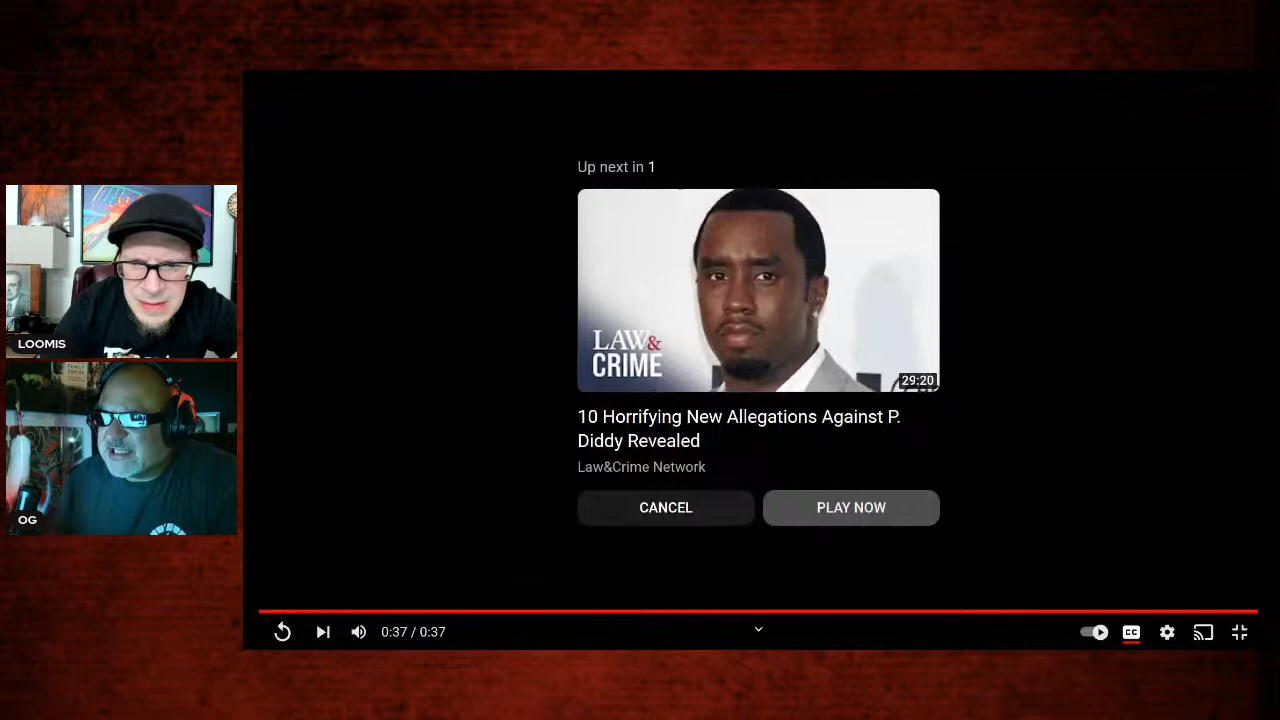 Up next in 1
LAW&
CRIME
29:20
10 Horrifying New Allegations Against P.
Diddy Revealed
Law&Crime Network
CANCEL
PLAY NOW
0:37 / 0:37
CC
LOOMIS
OG